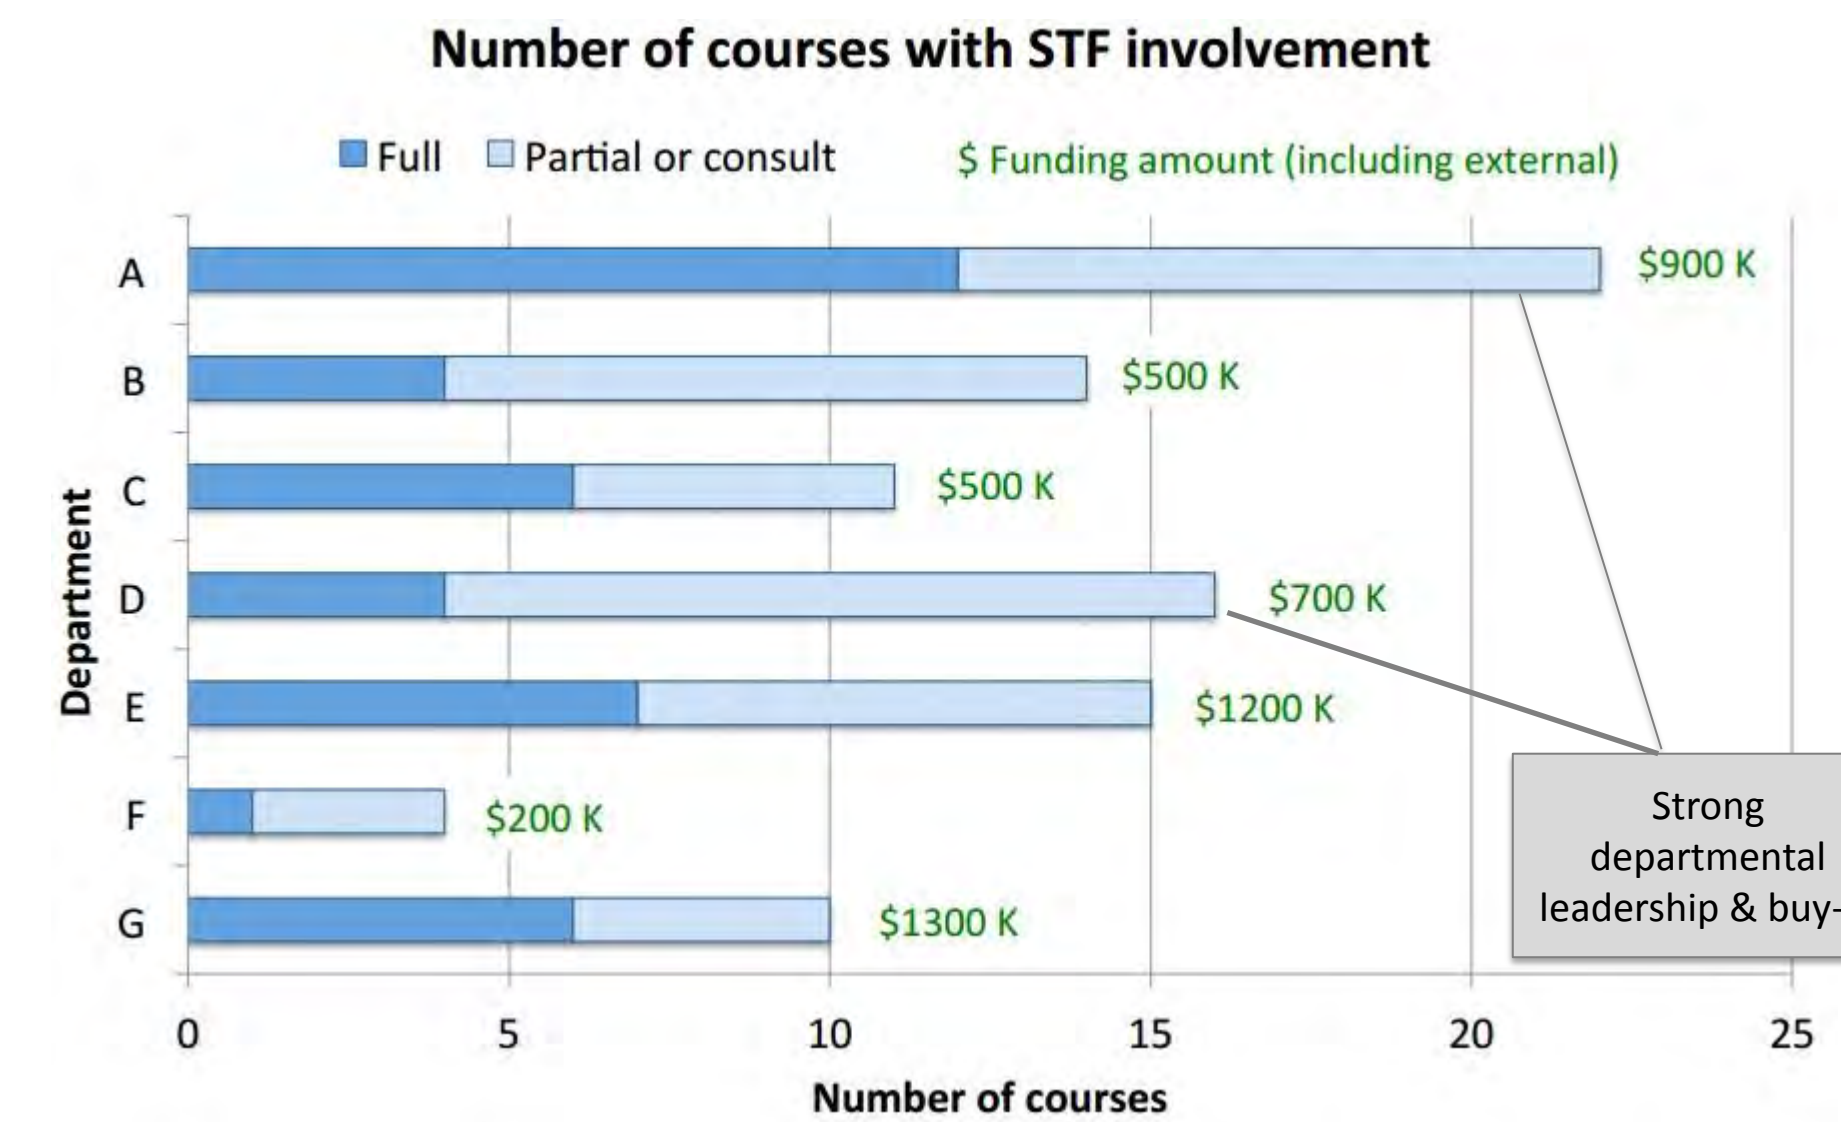 Number of courses with STF involvement
Full Partial or consult $ Funding amount (including external)
A $900 K
B $500 K
C $500 K
D $700 K
E $1200 K
F $200 K
G $1300 K
Department
Strong
departmental
leadership & buy-
0 5 10 15 20 25
Number of courses